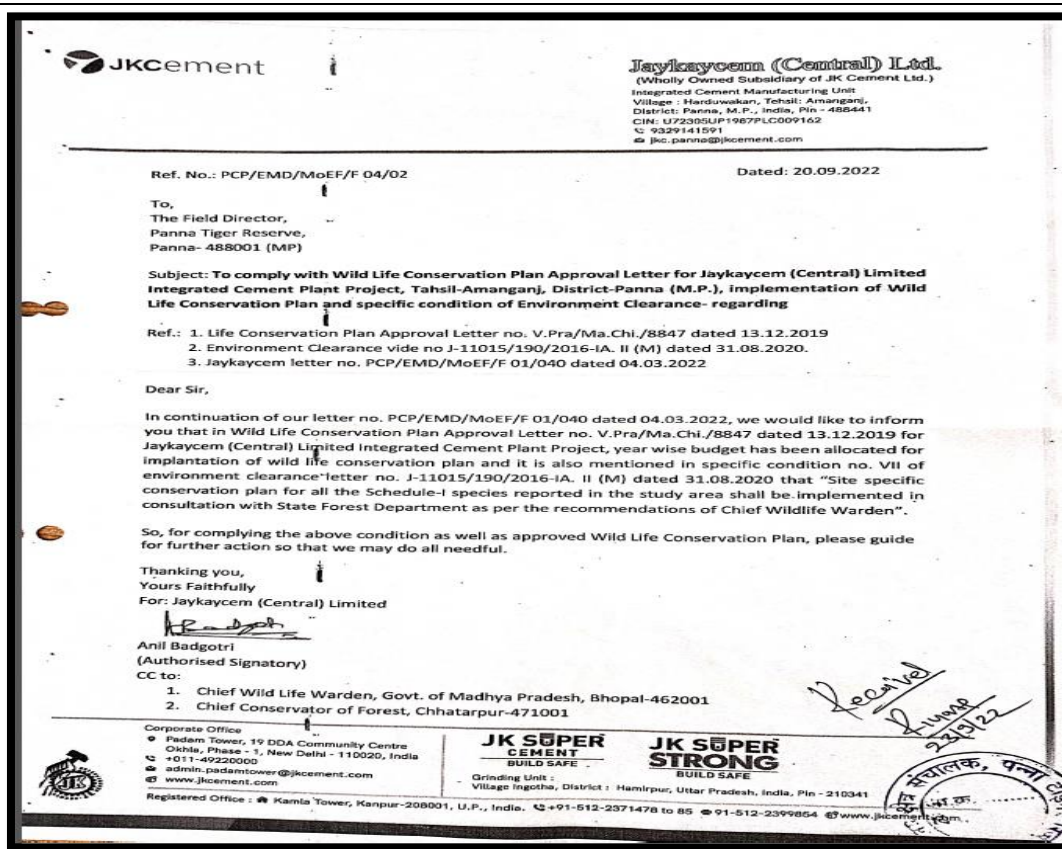 JKCement
Jaykaycem (Central) Ltd.
(Wholly Owned Subsidiary of JK Cement Ltd.)
Integrated Cement Manufacturing Unit
Village : Harduwakan, Tehsil: Amanganj,
District: Panna, M.P., India, Pin - 488441
CIN: U72305UP1987PLC009162
9329141591
jkc.panna@jkcement.com
Ref. No.: PCP/EMD/MoEF/F 04/02
Dated: 20.09.2022
To,
The Field Director,
Panna Tiger Reserve,
Panna- 488001 (MP)
Subject: To comply with Wild Life Conservation Plan Approval Letter for Jaykaycem (Central) Limited
Integrated Cement Plant Project, Tahsil-Amanganj, District-Panna (M.P.), implementation of Wild
Life Conservation Plan and specific condition of Environment Clearance- regarding
Ref.: 1. Life Conservation Plan Approval Letter no. V.Pra/Ma.Chi./8847 dated 13.12.2019
2. Environment Clearance vide no J-11015/190/2016-IA. II (M) dated 31.08.2020.
3. Jaykaycem letter no. PCP/EMD/MoEF/F 01/040 dated 04.03.2022
Dear Sir,
In continuation of our letter no. PCP/EMD/MoEF/F 01/040 dated 04.03.2022, we would like to inform
you that in Wild Life Conservation Plan Approval Letter no. V.Pra/Ma.Chi./8847 dated 13.12.2019 for
Jaykaycem (Central) Limited Integrated Cement Plant Project, year wise budget has been allocated for
implantation of wild life conservation plan and it is also mentioned in specific condition no. VII of
environment clearance letter no. J-11015/190/2016-IA. II (M) dated 31.08.2020 that “Site specific
conservation plan for all the Schedule-I species reported in the study area shall be implemented in
consultation with State Forest Department as per the recommendations of Chief Wildlife Warden”.
So, for complying the above condition as well as approved Wild Life Conservation Plan, please guide
for further action so that we may do all needful.
Thanking you,
Yours Faithfully
For: Jaykaycem (Central) Limited
Anil Badgotri
(Authorised Signatory)
CC to:
1. Chief Wild Life Warden, Govt. of Madhya Pradesh, Bhopal-462001
2. Chief Conservator of Forest, Chhatarpur-471001
Received
23/9/22
Corporate Office
Padam Tower, 19 DDA Community Centre
Okhla, Phase - 1, New Delhi - 110020, India
+011-49220000
admin.padamtower@jkcement.com
www.jkcement.com
JK SUPER
CEMENT
BUILD SAFE
JK SUPER
STRONG
BUILD SAFE
Grinding Unit :
Village Ingotha, District : Hamirpur, Uttar Pradesh, India, Pin - 210341
JK
Registered Office : Kamla Tower, Kanpur-208001, U.P., India, +91-512-2371478 to 85 91-512-2399854 www.jkcement.com
संचालक, पन्ना